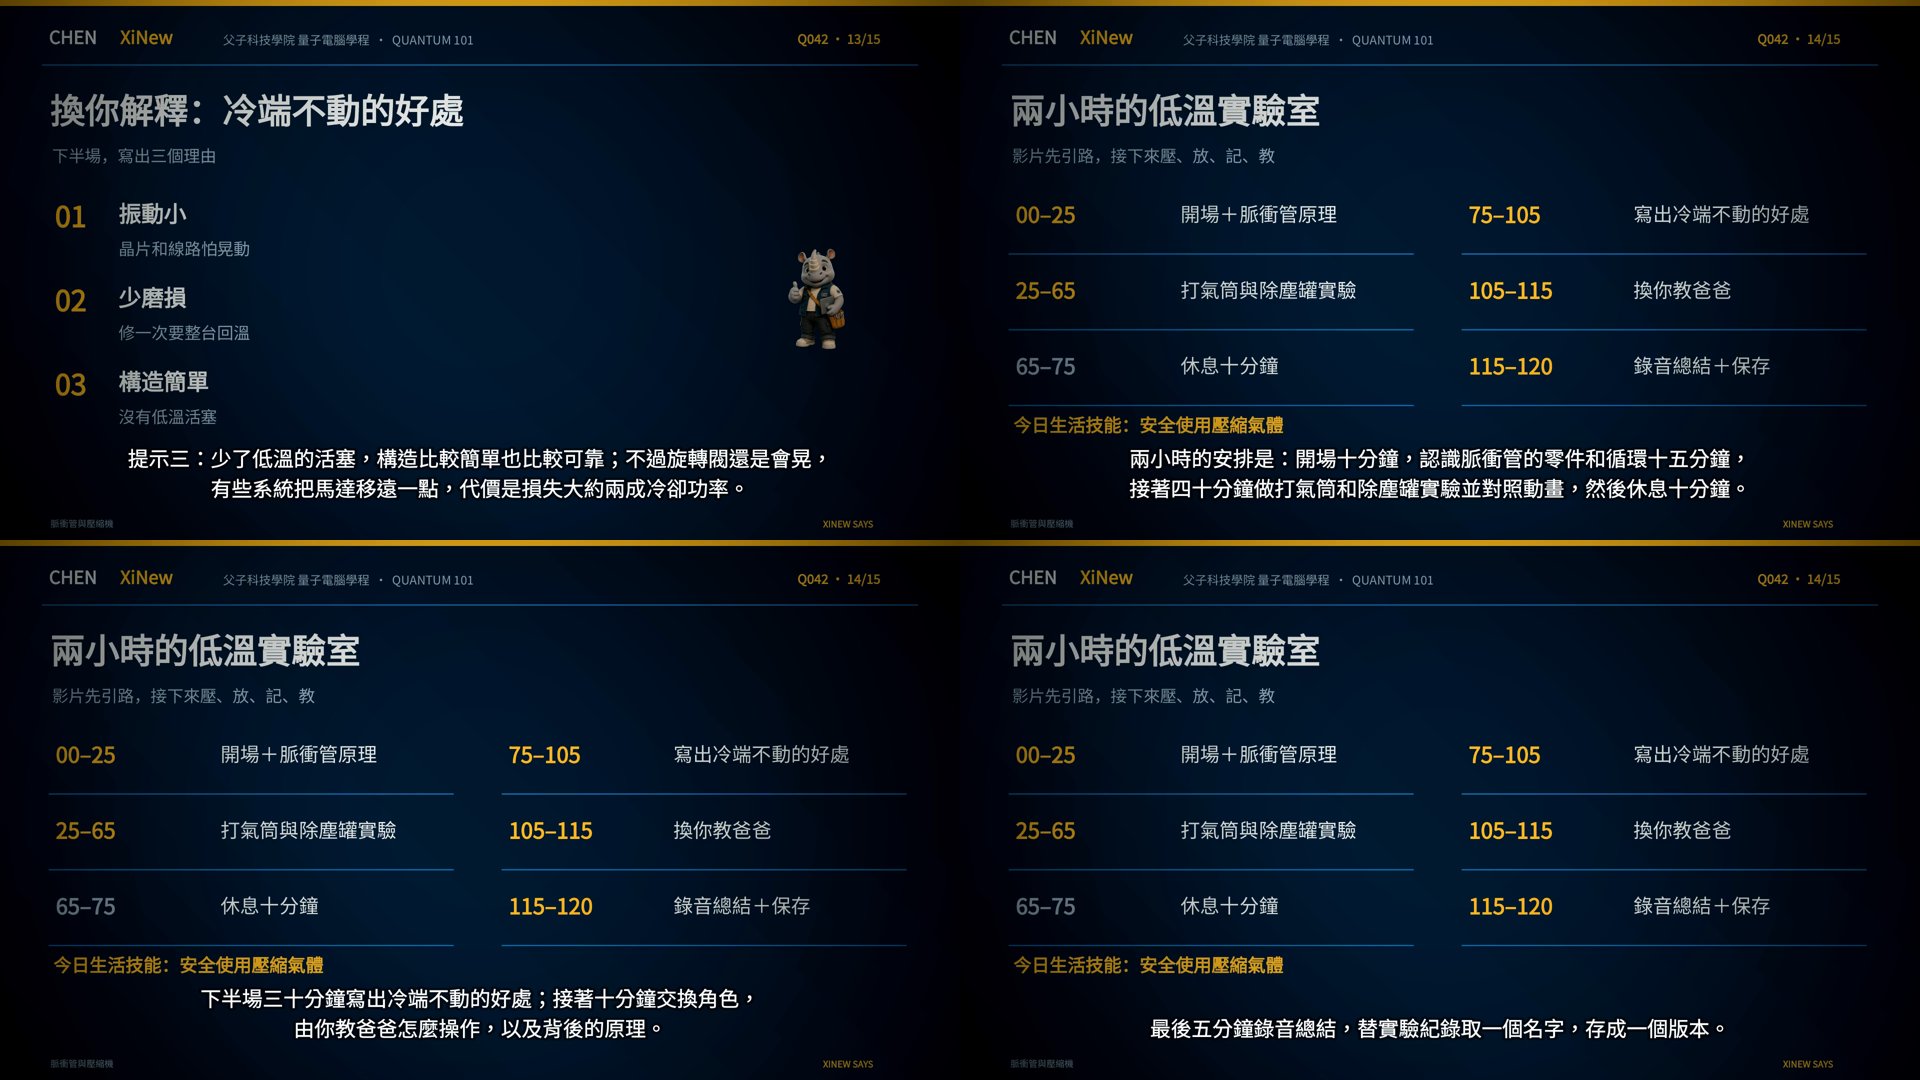 CHEN XiNew 父子科技學院 量子電腦學程 · QUANTUM 101 Q042 · 13/15
換你解釋：冷端不動的好處
下半場，寫出三個理由
01 振動小
晶片和線路怕晃動
02 少磨損
修一次要整台回溫
03 構造簡單
沒有低溫活塞
提示三：少了低溫的活塞，構造比較簡單也比較可靠；不過旋轉閥還是會晃，
有些系統把馬達移遠一點，代價是損失大約兩成冷卻功率。
脈衝管與壓縮機 XINEW SAYS
CHEN XiNew 父子科技學院 量子電腦學程 · QUANTUM 101 Q042 · 14/15
兩小時的低溫實驗室
影片先引路，接下來壓、放、記、教
00–25 開場＋脈衝管原理 75–105 寫出冷端不動的好處
25–65 打氣筒與除塵罐實驗 105–115 換你教爸爸
65–75 休息十分鐘 115–120 錄音總結＋保存
今日生活技能：安全使用壓縮氣體
兩小時的安排是：開場十分鐘，認識脈衝管的零件和循環十五分鐘，
接著四十分鐘做打氣筒和除塵罐實驗並對照動畫，然後休息十分鐘。
脈衝管與壓縮機 XINEW SAYS
CHEN XiNew 父子科技學院 量子電腦學程 · QUANTUM 101 Q042 · 14/15
兩小時的低溫實驗室
影片先引路，接下來壓、放、記、教
00–25 開場＋脈衝管原理 75–105 寫出冷端不動的好處
25–65 打氣筒與除塵罐實驗 105–115 換你教爸爸
65–75 休息十分鐘 115–120 錄音總結＋保存
今日生活技能：安全使用壓縮氣體
下半場三十分鐘寫出冷端不動的好處；接著十分鐘交換角色，
由你教爸爸怎麼操作，以及背後的原理。
脈衝管與壓縮機 XINEW SAYS
CHEN XiNew 父子科技學院 量子電腦學程 · QUANTUM 101 Q042 · 14/15
兩小時的低溫實驗室
影片先引路，接下來壓、放、記、教
00–25 開場＋脈衝管原理 75–105 寫出冷端不動的好處
25–65 打氣筒與除塵罐實驗 105–115 換你教爸爸
65–75 休息十分鐘 115–120 錄音總結＋保存
今日生活技能：安全使用壓縮氣體
最後五分鐘錄音總結，替實驗紀錄取一個名字，存成一個版本。
脈衝管與壓縮機 XINEW SAYS